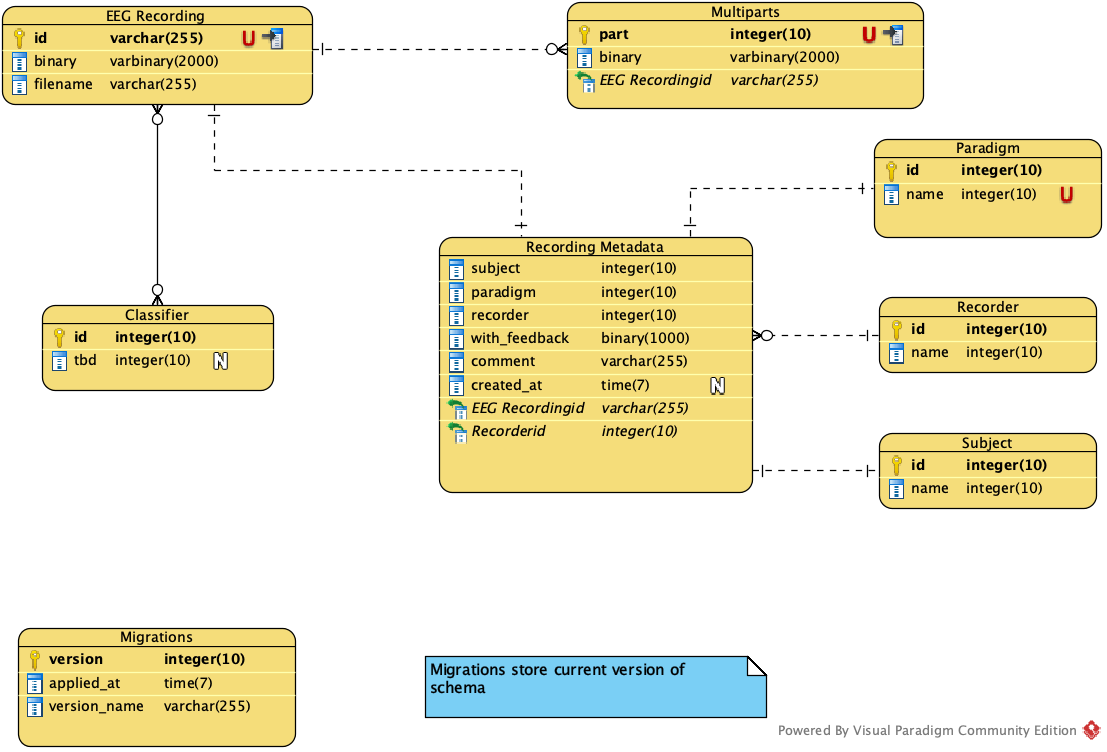 EEG Recording
id varchar(255) U
binary varbinary(2000)
filename varchar(255)
Multiparts
part integer(10) U
binary varbinary(2000)
EEG Recordingid varchar(255)
Paradigm
id integer(10)
name integer(10) U
Recording Metadata
subject integer(10)
paradigm integer(10)
recorder integer(10)
with_feedback binary(1000)
comment varchar(255)
created_at time(7) N
EEG Recordingid varchar(255)
Recorderid integer(10)
Recorder
id integer(10)
name integer(10)
Classifier
id integer(10)
tbd integer(10) N
Subject
id integer(10)
name integer(10)
Migrations
version integer(10)
applied_at time(7)
version_name varchar(255)
Migrations store current version of
schema
Powered By Visual Paradigm Community Edition